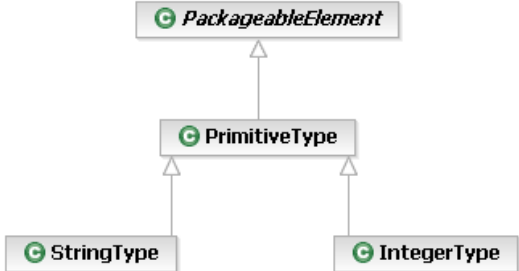 PackageableElement
PrimitiveType
StringType
IntegerType